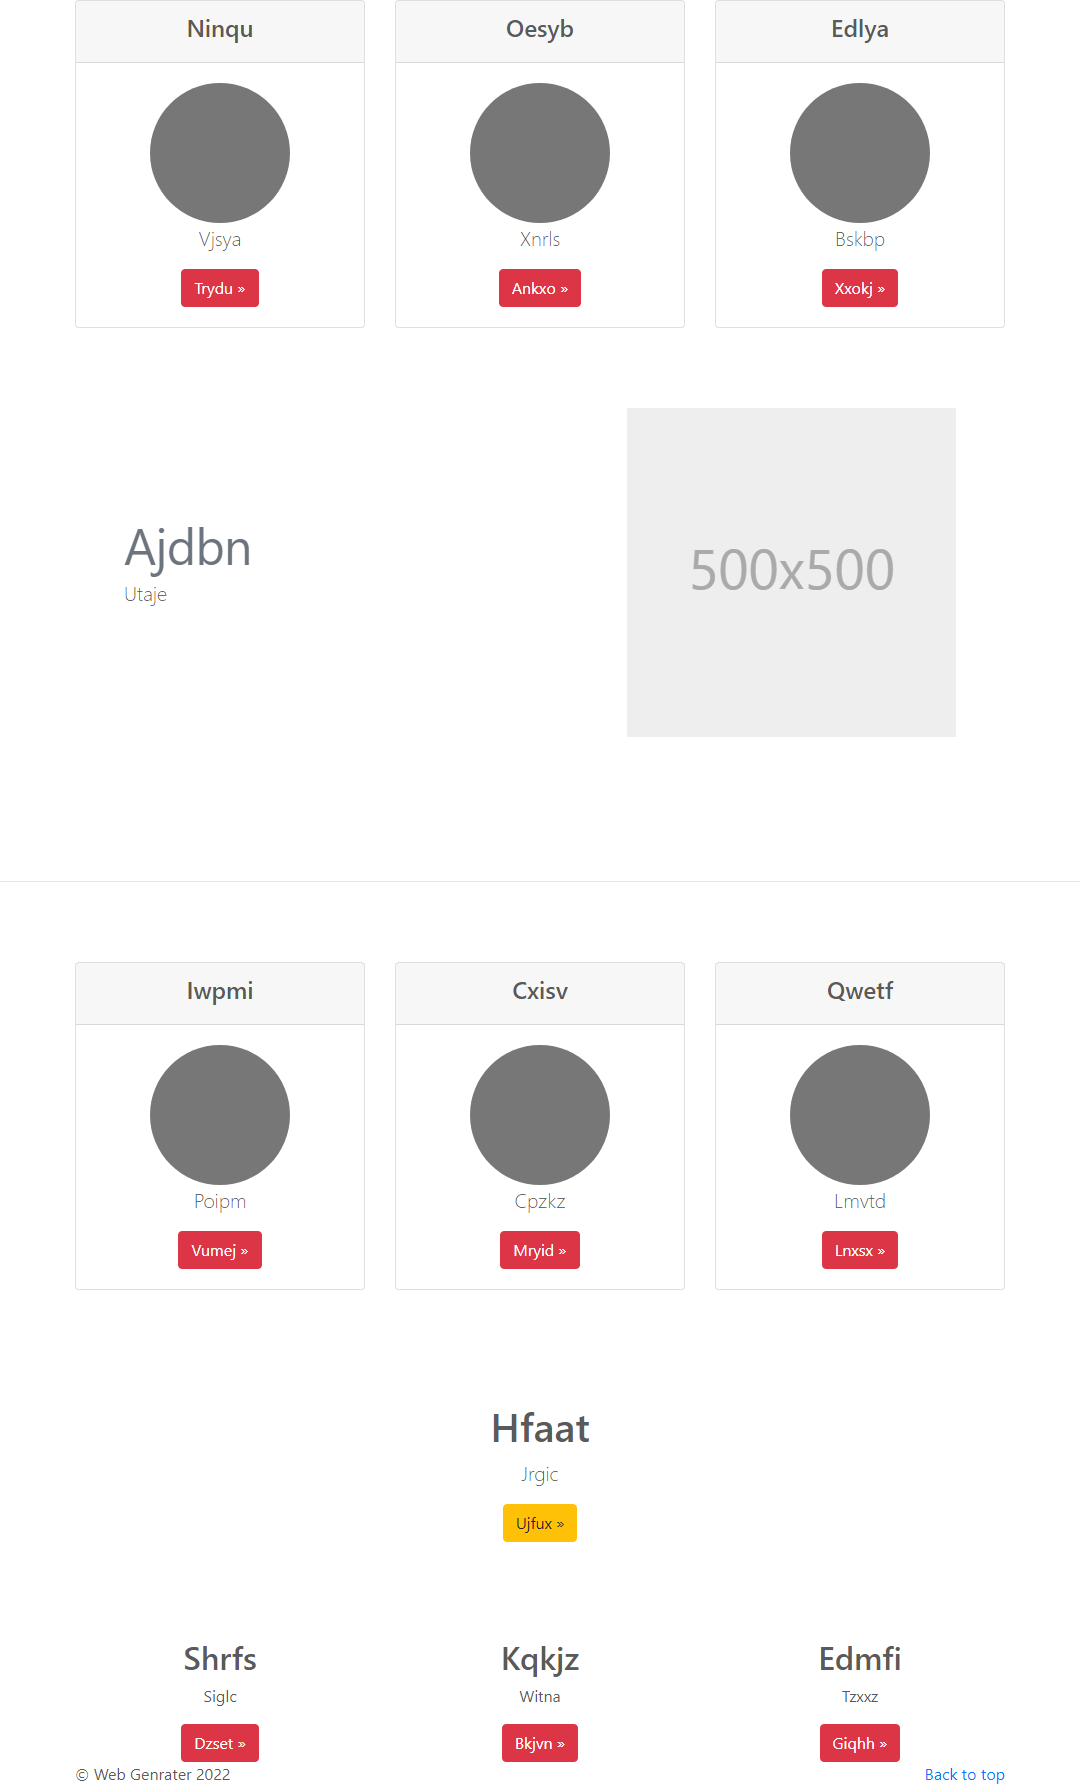 Ninqu
Oesyb
Edlya
Vjsya
Xnrls
Bskbp
Trydu »
Ankxo »
Xxokj »
Ajdbn
Utaje
500x500
Iwpmi
Cxisv
Qwetf
Poipm
Cpzkz
Lmvtd
Vumej »
Mryid »
Lnxsx »
Hfaat
Jrgic
Ujfux »
Shrfs
Kqkjz
Edmfi
Siglc
Witna
Tzxxz
Dzset »
Bkjvn »
Giqhh »
© Web Genrater 2022
Back to top